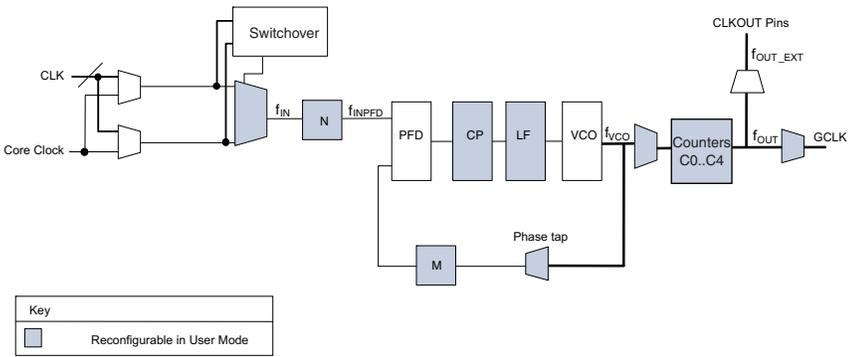 CLKOUT Pins
Switchover
fOUT_EXT
CLK
fIN
N
fINPFD
PFD
CP
LF
VCO
fVCO
Counters
C0..C4
fOUT
GCLK
Core Clock
Phase tap
M
Key
Reconfigurable in User Mode